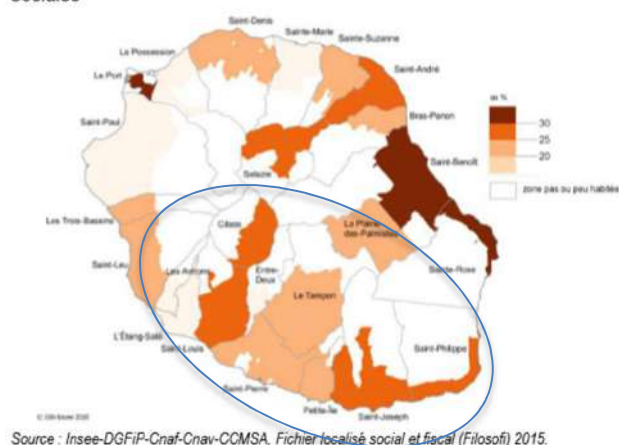 Saint-Denis
Sainte-Marie
Sainte-Suzanne
La Possession
Saint-André
Le Port
en %
Bras-Panon
30
25
20
Saint-Paul
Saint-Benoît
Salazie
zone pas ou peu habitée
Les Trois-Bassins
Cilaos
La Plaine-
des-Palmistes
Saint-Leu
Les Avirons
Entre-
Deux
Sainte-Rose
Le Tampon
L'Étang-Salé
Saint-Louis
Saint-Philippe
Saint-Pierre
Petite-Île
Saint-Joseph
Source : Insee-DGFiP-Cnaf-Cnav-CCMSA, Fichier localisé social et fiscal (Filosofi) 2015.